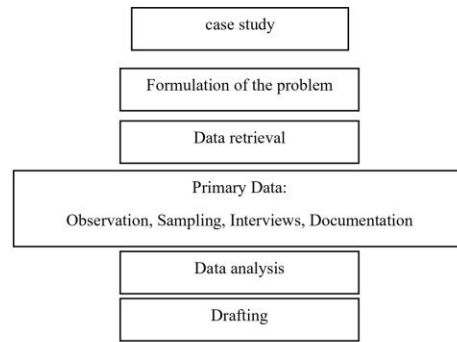 case study
Formulation of the problem
Data retrieval
Primary Data:
Observation, Sampling, Interviews, Documentation
Data analysis
Drafting